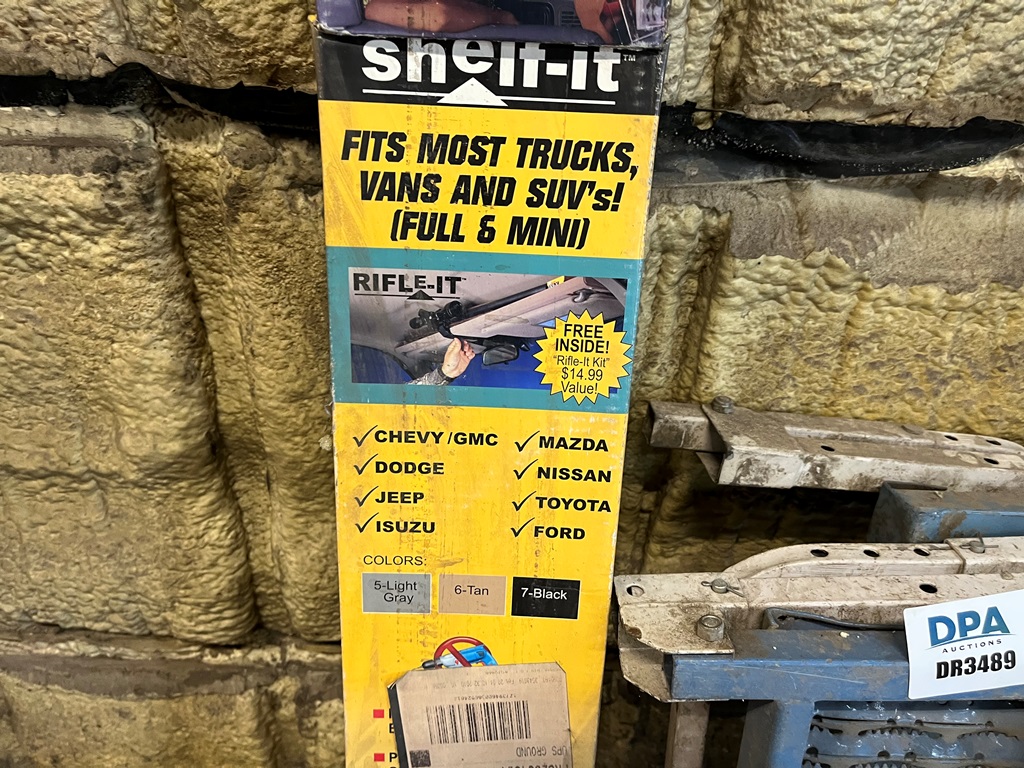 shelf-it™
FITS MOST TRUCKS,
VANS AND SUV's!
(FULL & MINI)
RIFLE-IT™
FREE
INSIDE!
"Rifle-It Kit"
$14.99
Value!
✓CHEVY/GMC
✓DODGE
✓JEEP
✓ISUZU
✓MAZDA
✓NISSAN
✓TOYOTA
✓FORD
COLORS:
5-Light
Gray
6-Tan
7-Black
UPS GROUND
DPA
AUCTIONS
DR3489